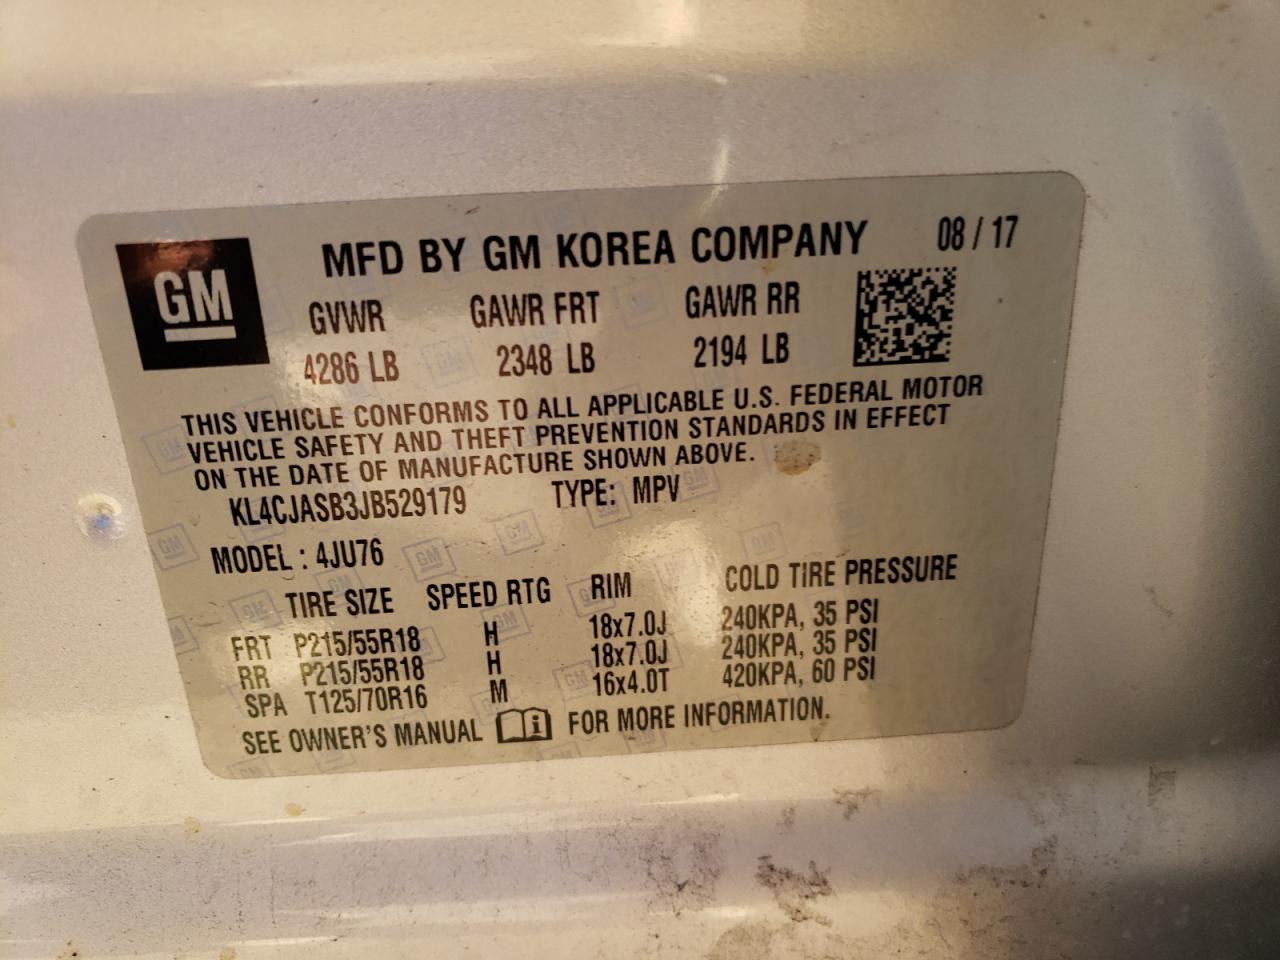 GM
MFD BY GM KOREA COMPANY 08 / 17
GVWR GAWR FRT GAWR RR
4286 LB 2348 LB 2194 LB
THIS VEHICLE CONFORMS TO ALL APPLICABLE U.S. FEDERAL MOTOR
VEHICLE SAFETY AND THEFT PREVENTION STANDARDS IN EFFECT
ON THE DATE OF MANUFACTURE SHOWN ABOVE.
KL4CJASB3JB529179 TYPE: MPV
MODEL : 4JU76
TIRE SIZE SPEED RTG RIM COLD TIRE PRESSURE
FRT P215/55R18 H 18x7.0J 240KPA, 35 PSI
RR P215/55R18 H 18x7.0J 240KPA, 35 PSI
SPA T125/70R16 M 16x4.0T 420KPA, 60 PSI
SEE OWNER'S MANUAL i FOR MORE INFORMATION.